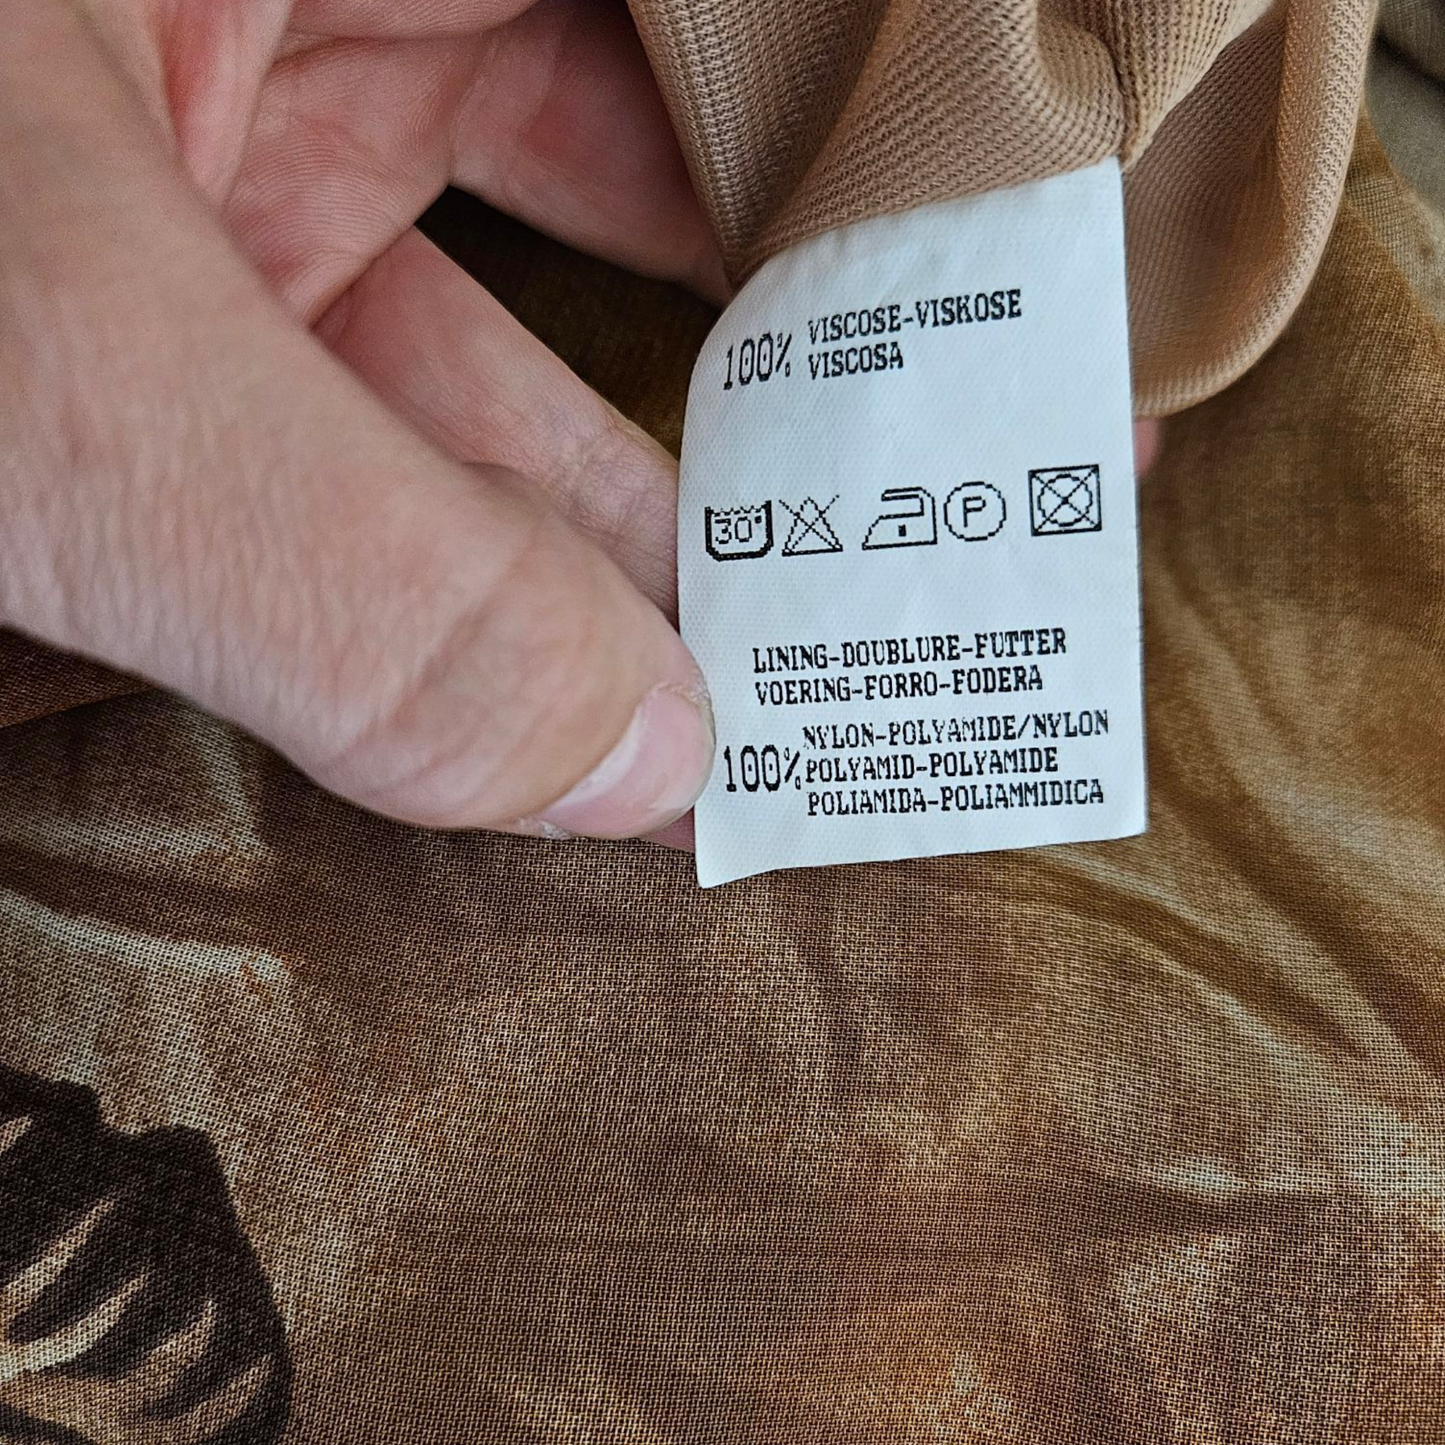 100% VISCOSE-VISKOSE
VISCOSA
30°
P
LINING-DOUBLURE-FUTTER
VOERING-FORRO-FODERA
NYLON-POLYAMIDE/NYLON
100% POLYAMID-POLYAMIDE
POLIAMIDA-POLIAMMIDICA